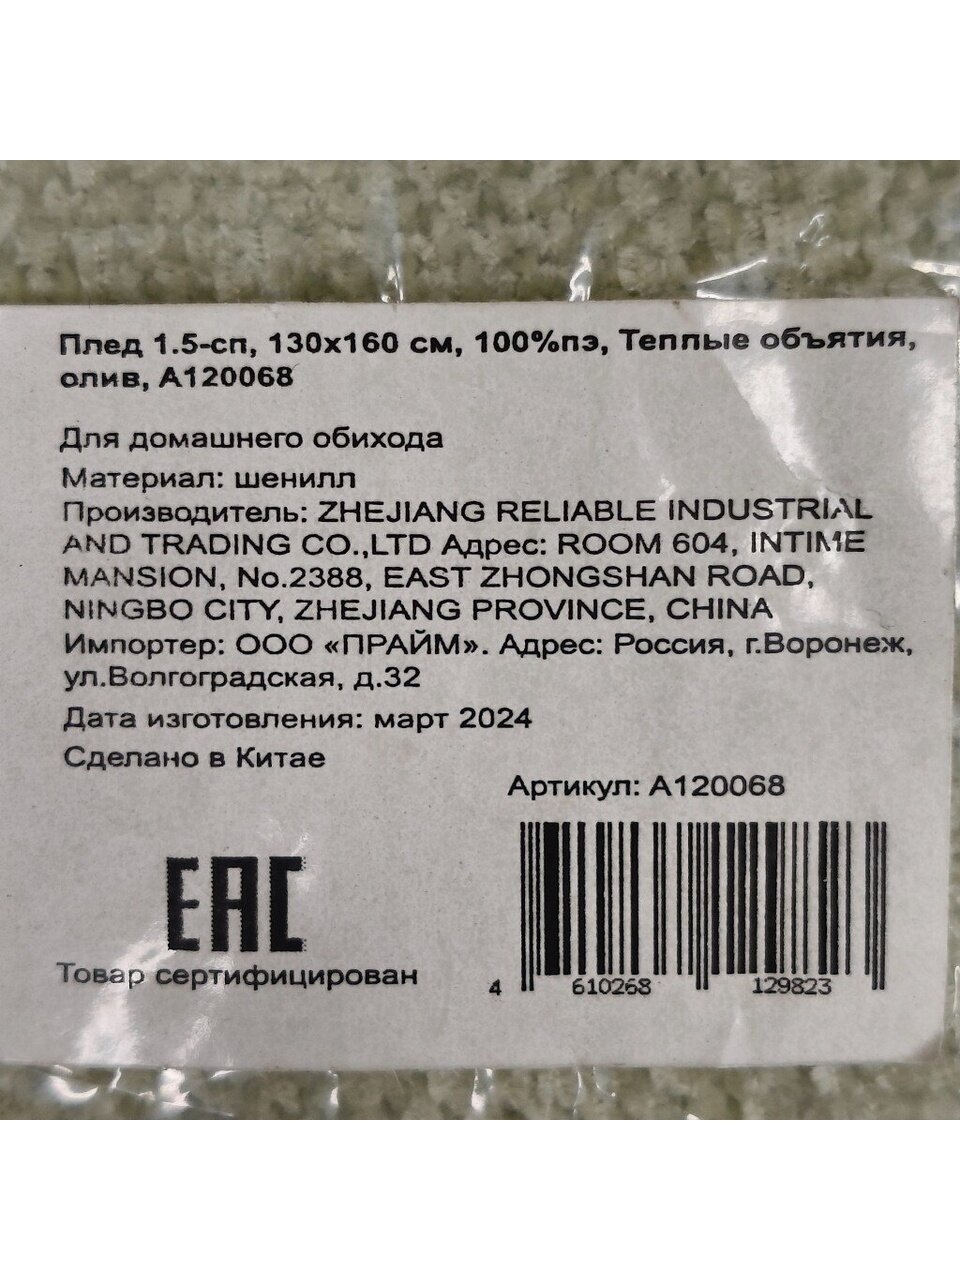 Плед 1.5-сп, 130х160 см, 100%пэ, Теплые объятия,
олив, А120068
Для домашнего обихода
Материал: шенилл
Производитель: ZHEJIANG RELIABLE INDUSTRIAL
AND TRADING CO.,LTD Адрес: ROOM 604, INTIME
MANSION, No.2388, EAST ZHONGSHAN ROAD,
NINGBO CITY, ZHEJIANG PROVINCE, CHINA
Импортер: ООО «ПРАЙМ». Адрес: Россия, г.Воронеж,
ул.Волгоградская, д.32
Дата изготовления: март 2024
Сделано в Китае
Артикул: А120068
EAC
Товар сертифицирован
4 610268 129823